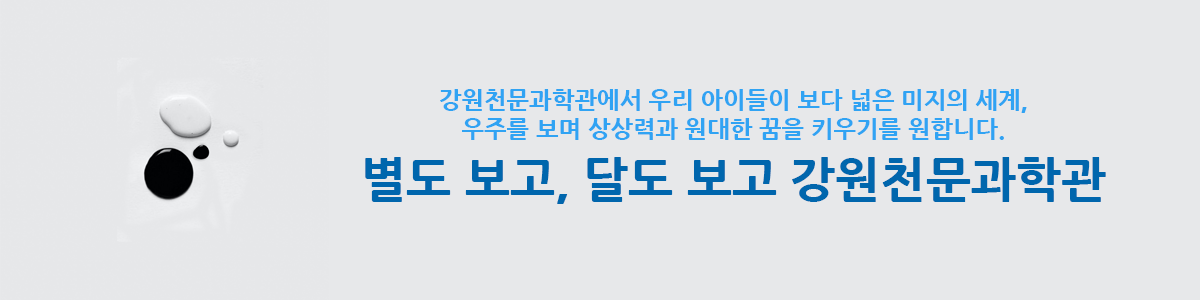 강원천문과학관에서 우리 아이들이 보다 넓은 미지의 세계,
우주를 보며 상상력과 원대한 꿈을 키우기를 원합니다.
별도 보고, 달도 보고 강원천문과학관